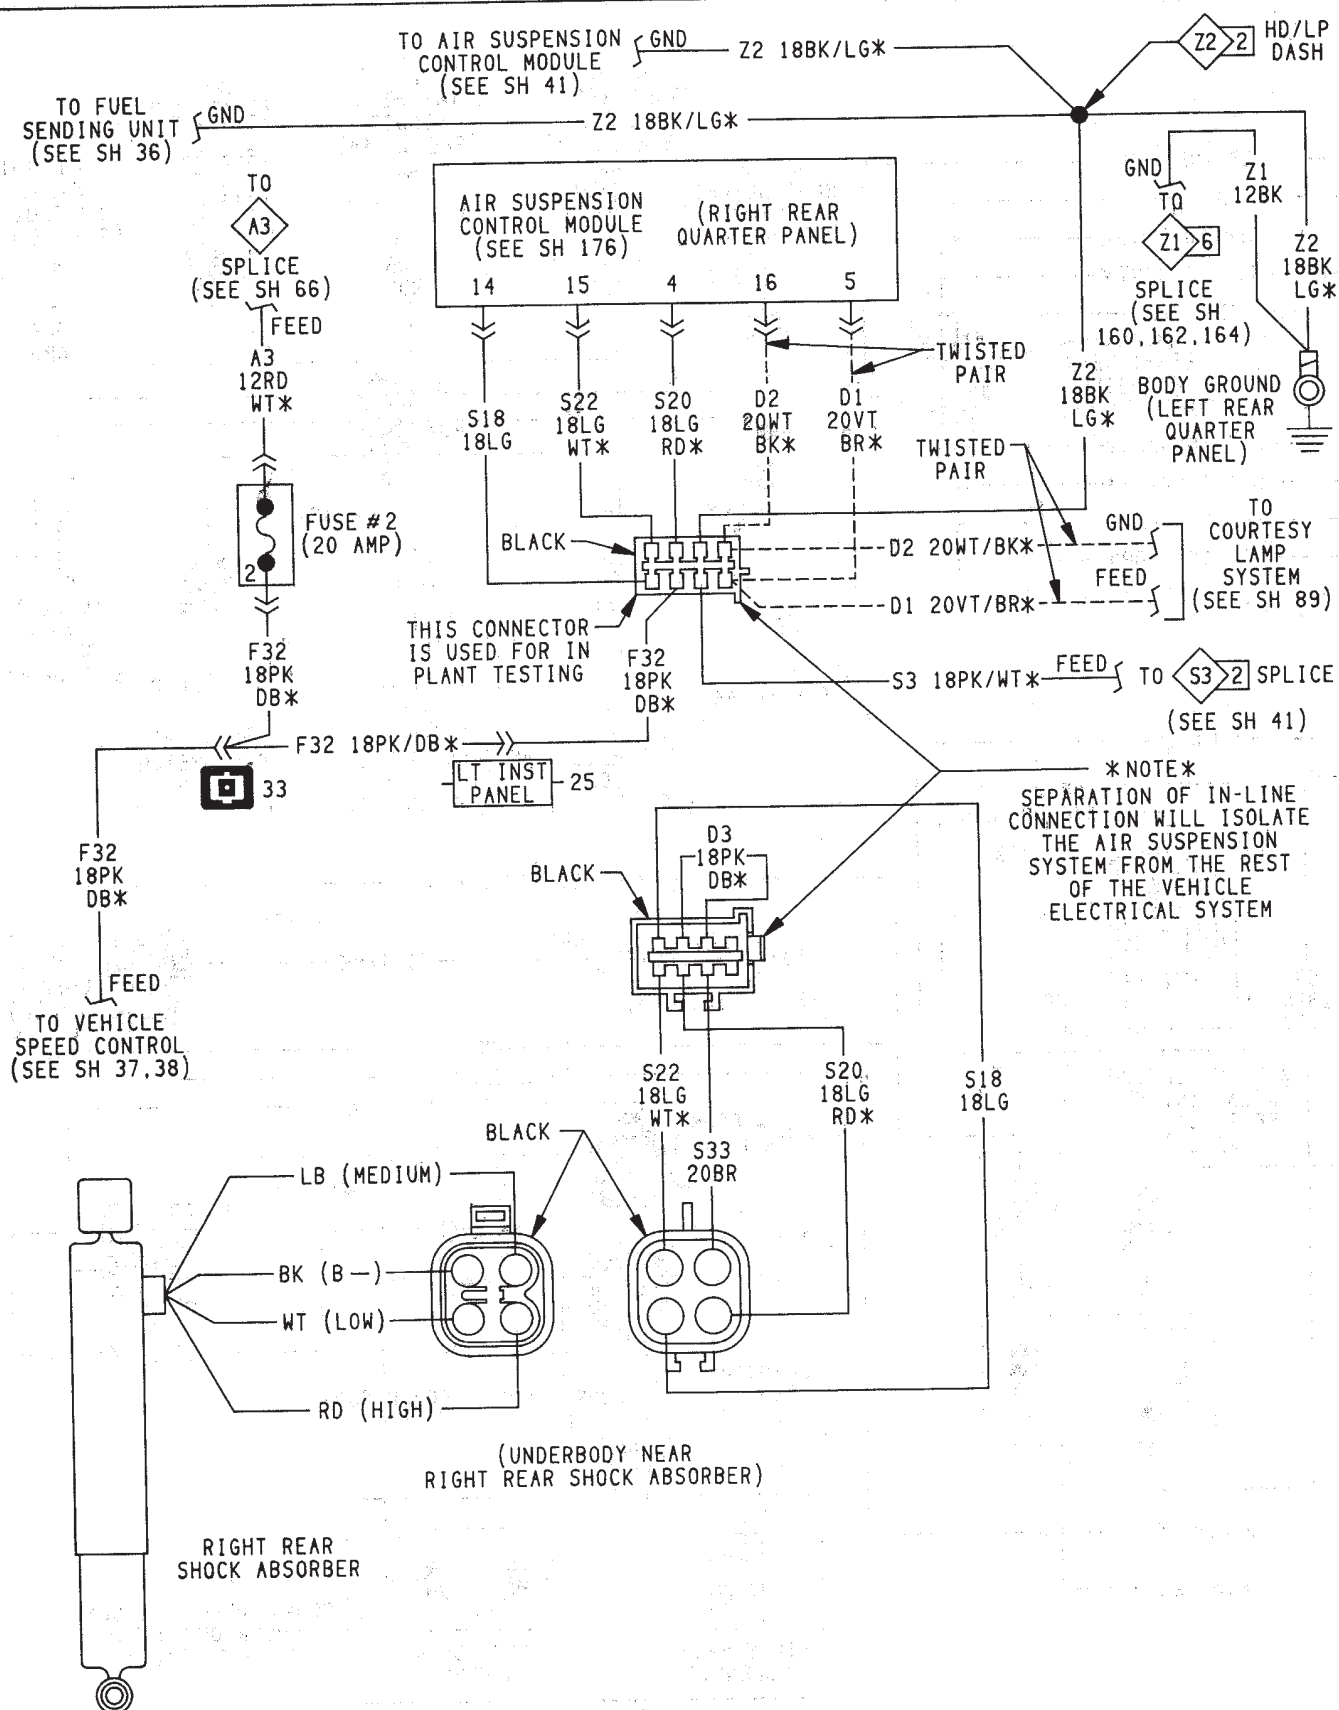 TO AIR SUSPENSION
CONTROL MODULE
(SEE SH 41)
GND
Z2 18BK/LG*
Z2
2
HD/LP
DASH
TO FUEL
SENDING UNIT
(SEE SH 36)
GND
Z2 18BK/LG*
TO
A3
SPLICE
(SEE SH 66)
FEED
A3
12RD
WT*
AIR SUSPENSION
CONTROL MODULE
(SEE SH 176)
(RIGHT REAR
QUARTER PANEL)
14
15
4
16
5
GND
TO
Z1
6
SPLICE
(SEE SH
160,162,164)
Z1
12BK
Z2
18BK
LG*
TWISTED
PAIR
S18
18LG
S22
18LG
WT*
S20
18LG
RD*
D2
20WT
BK*
D1
20VT
BR*
Z2
18BK
LG*
BODY GROUND
(LEFT REAR
QUARTER
PANEL)
TWISTED
PAIR
FUSE #2
(20 AMP)
2
BLACK
D2 20WT/BK*
GND
D1 20VT/BR*
FEED
TO
COURTESY
LAMP
SYSTEM
(SEE SH 89)
THIS CONNECTOR
IS USED FOR IN
PLANT TESTING
F32
18PK
DB*
F32
18PK
DB*
S3 18PK/WT*
FEED
TO
S3
2
SPLICE
(SEE SH 41)
F32 18PK/DB*
33
LT INST
PANEL
25
*NOTE*
SEPARATION OF IN-LINE
CONNECTION WILL ISOLATE
THE AIR SUSPENSION
SYSTEM FROM THE REST
OF THE VEHICLE
ELECTRICAL SYSTEM
F32
18PK
DB*
D3
18PK
DB*
BLACK
FEED
TO VEHICLE
SPEED CONTROL
(SEE SH 37,38)
S22
18LG
WT*
S20
18LG
RD*
S18
18LG
S33
20BR
BLACK
LB (MEDIUM)
BK (B-)
WT (LOW)
RD (HIGH)
(UNDERBODY NEAR
RIGHT REAR SHOCK ABSORBER)
RIGHT REAR
SHOCK ABSORBER